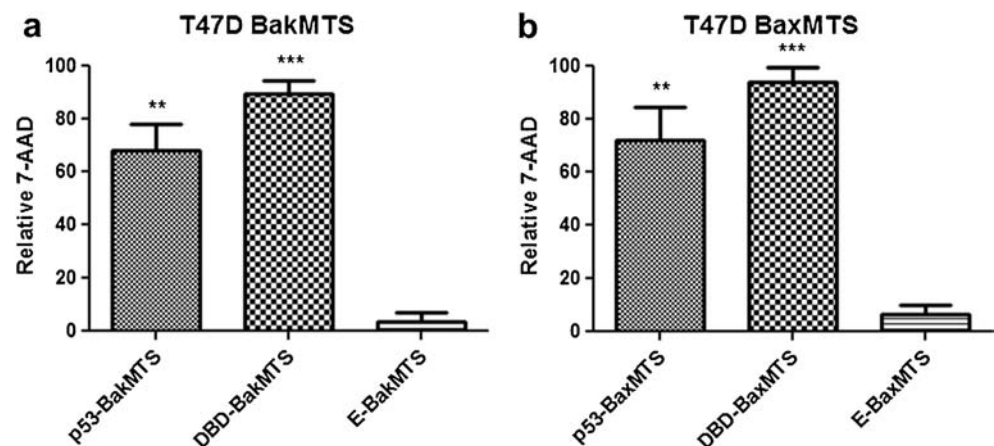 a
T47D BakMTS
Relative 7-AAD
100
80
60
40
20
0
**
***
p53-BakMTS
DBD-BakMTS
E-BakMTS
b
T47D BaxMTS
Relative 7-AAD
100
80
60
40
20
0
**
***
p53-BaxMTS
DBD-BaxMTS
E-BaxMTS